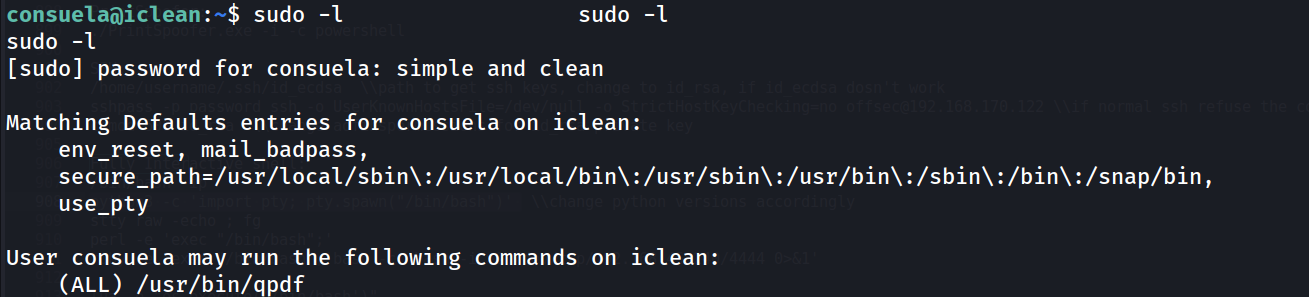 consuela@iclean:~$ sudo -l                  sudo -l
sudo -l
[sudo] password for consuela: simple and clean

Matching Defaults entries for consuela on iclean:
    env_reset, mail_badpass,
    secure_path=/usr/local/sbin\:/usr/local/bin\:/usr/sbin\:/usr/bin\:/sbin\:/bin\:/snap/bin,
    use_pty

User consuela may run the following commands on iclean:
    (ALL) /usr/bin/qpdf